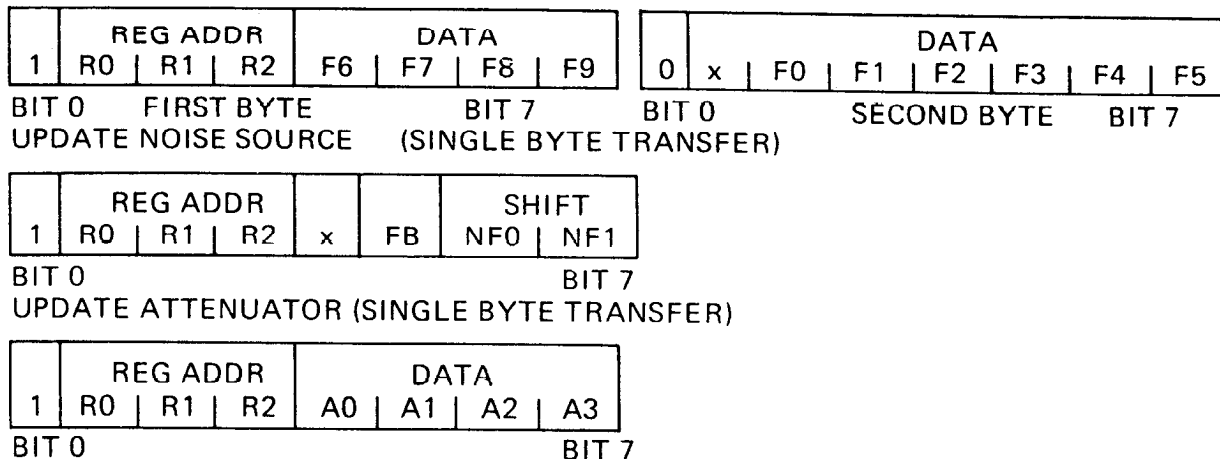 REG ADDR DATA DATA
1 R0 R1 R2 F6 F7 F8 F9 0 x F0 F1 F2 F3 F4 F5
BIT 0 FIRST BYTE BIT 7 BIT 0 SECOND BYTE BIT 7
UPDATE NOISE SOURCE (SINGLE BYTE TRANSFER)
REG ADDR SHIFT
1 R0 R1 R2 x FB NF0 NF1
BIT 0 BIT 7
UPDATE ATTENUATOR (SINGLE BYTE TRANSFER)
REG ADDR DATA
1 R0 R1 R2 A0 A1 A2 A3
BIT 0 BIT 7